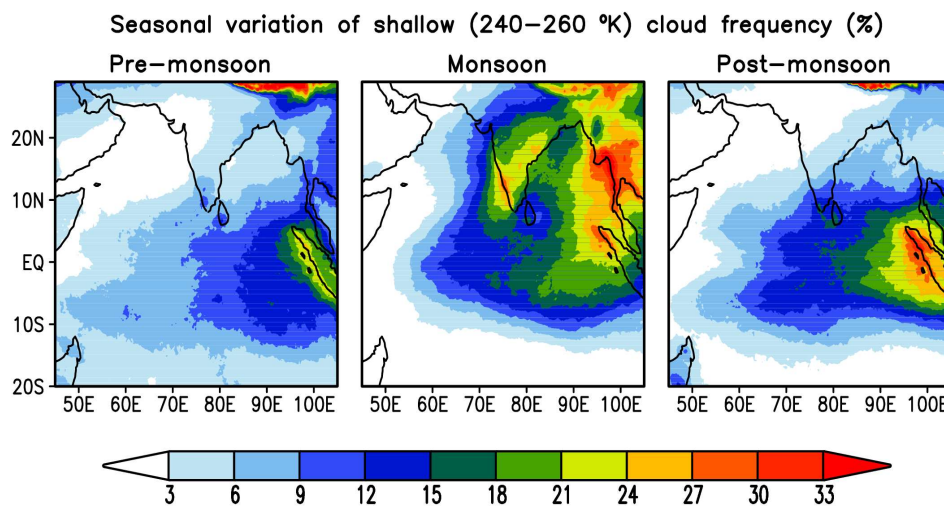 Seasonal variation of shallow (240−260 ºK) cloud frequency (%)
Pre−monsoon Monsoon Post−monsoon
20N
10N
EQ
10S
20S
50E 60E 70E 80E 90E 100E 50E 60E 70E 80E 90E 100E 50E 60E 70E 80E 90E 100E
3 6 9 12 15 18 21 24 27 30 33